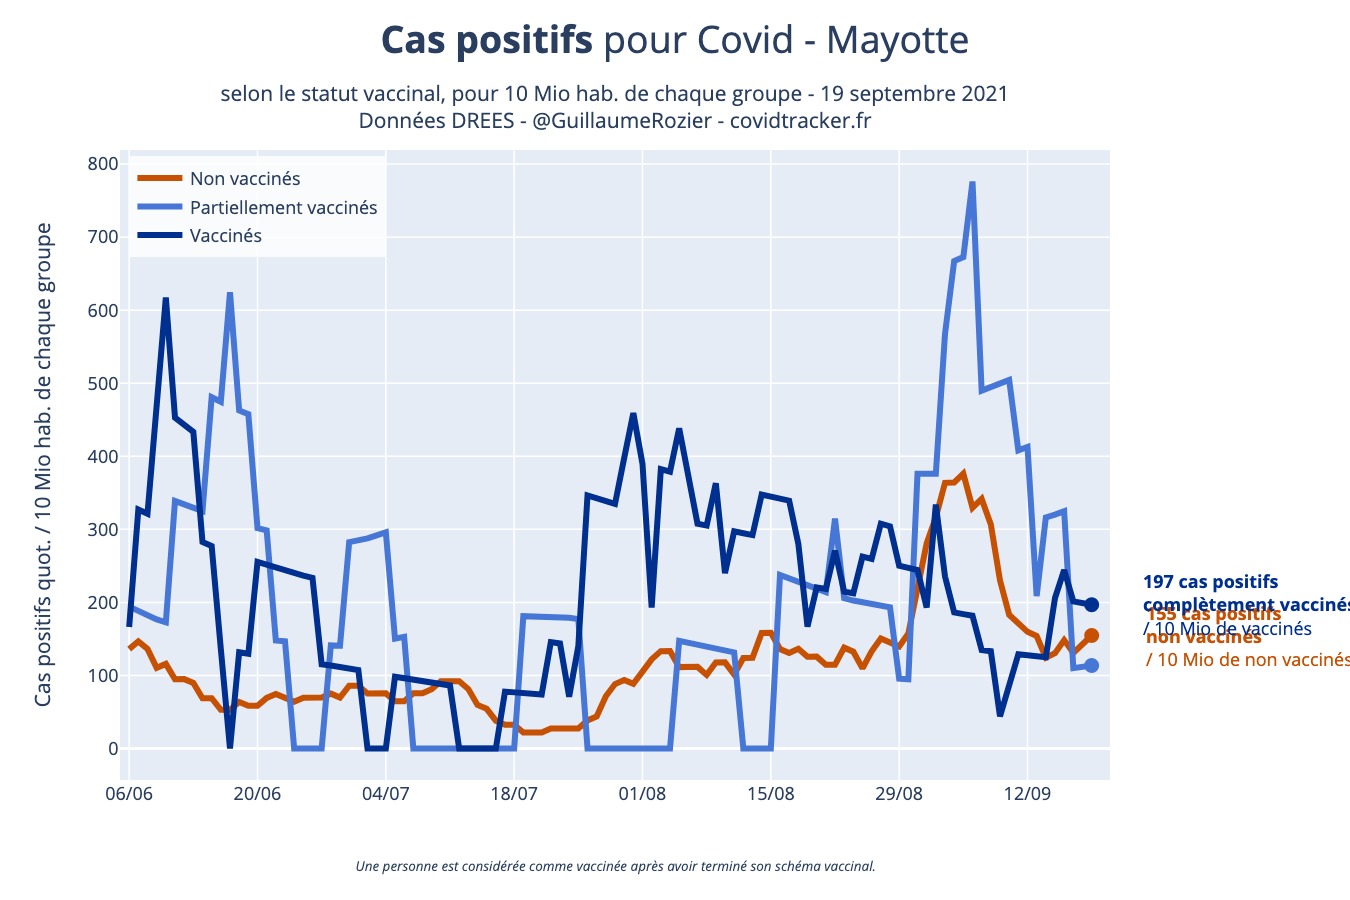 Cas positifs pour Covid - Mayotte
selon le statut vaccinal, pour 10 Mio hab. de chaque groupe - 19 septembre 2021
Données DREES - @GuillaumeRozier - covidtracker.fr
Cas positifs quot. / 10 Mio hab. de chaque groupe
Non vaccinés
Partiellement vaccinés
Vaccinés
800
700
600
500
400
300
200
100
0
06/06
20/06
04/07
18/07
01/08
15/08
29/08
12/09
197 cas positifs
complètement vaccinés
/ 10 Mio de vaccinés
155 cas positifs
non vaccinés
/ 10 Mio de non vaccinés
Une personne est considérée comme vaccinée après avoir terminé son schéma vaccinal.